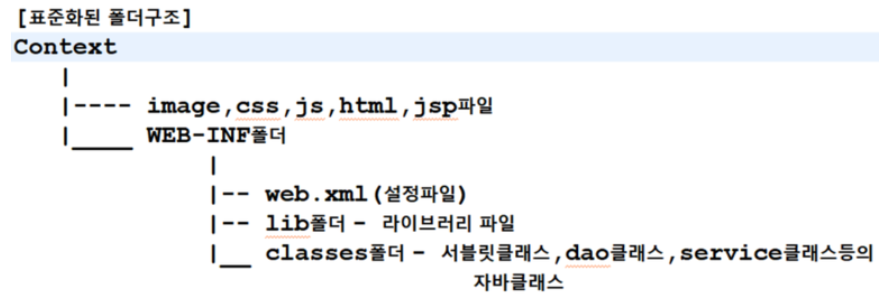 [표준화된 폴더구조]
Context
|
|---- image,css,js,html,jsp파일
|____ WEB-INF폴더
|
|-- web.xml(설정파일)
|-- lib폴더 - 라이브러리 파일
|__ classes폴더 - 서블릿클래스,dao클래스,service클래스등의
자바클래스